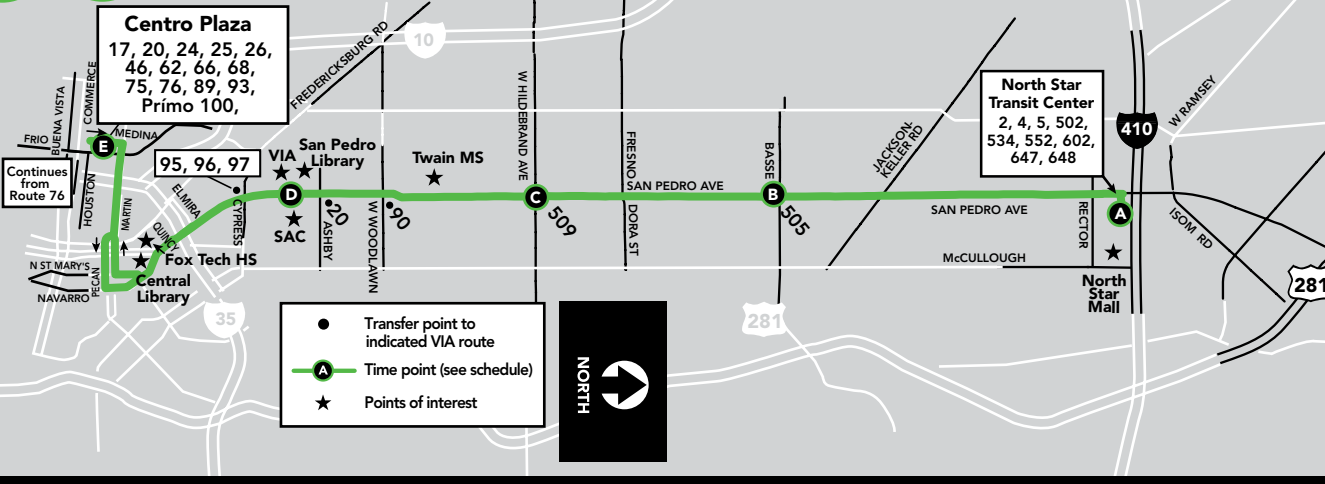 Centro Plaza
17, 20, 24, 25, 26,
46, 62, 66, 68,
75, 76, 89, 93,
Prímo 100,
FREDERICKSBURG RD
10
COMMERCE
BUENA VISTA
FRIO
MEDINA
E
Continues
from
Route 76
HOUSTON
MARTIN
ELMIRA
QUINCY
95, 96, 97
CYPRESS
VIA
San Pedro
Library
D
SAC
20
ASHBY
W WOODLAWN
90
Twain MS
W HILDEBRAND AVE
C
509
FRESNO
SAN PEDRO AVE
DORA ST
BASSE
B
505
JACKSON-
KELLER RD
SAN PEDRO AVE
McCULLOUGH
North Star
Transit Center
2, 4, 5, 502,
534, 552, 602,
647, 648
410
W RAMSEY
RECTOR
A
ISOM RD
North
Star
Mall
281
281
N ST MARY'S
NAVARRO
PECAN
Fox Tech HS
Central
Library
35
Transfer point to
indicated VIA route
A
Time point (see schedule)
Points of interest
NORTH